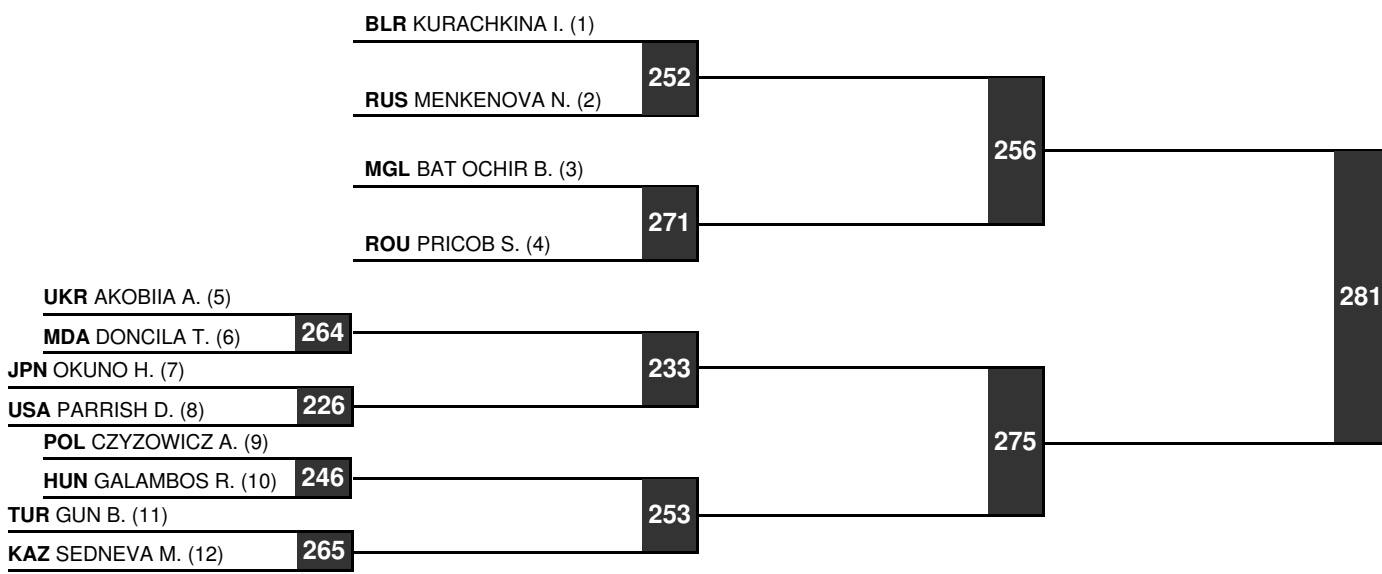 BLR KURACHKINA I. (1)
252
RUS MENKENOVA N. (2)
256
MGL BAT OCHIR B. (3)
271
ROU PRICOB S. (4)
281
UKR AKOBIIA A. (5)
264
MDA DONCILA T. (6)
233
JPN OKUNO H. (7)
226
USA PARRISH D. (8)
275
POL CZYZOWICZ A. (9)
246
HUN GALAMBOS R. (10)
253
TUR GUN B. (11)
265
KAZ SEDNEVA M. (12)